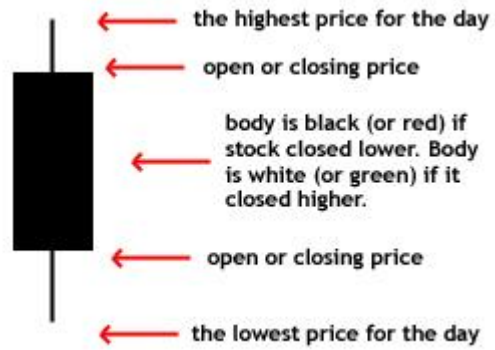 the highest price for the day
open or closing price
body is black (or red) if
stock closed lower. Body
is white (or green) if it
closed higher.
open or closing price
the lowest price for the day